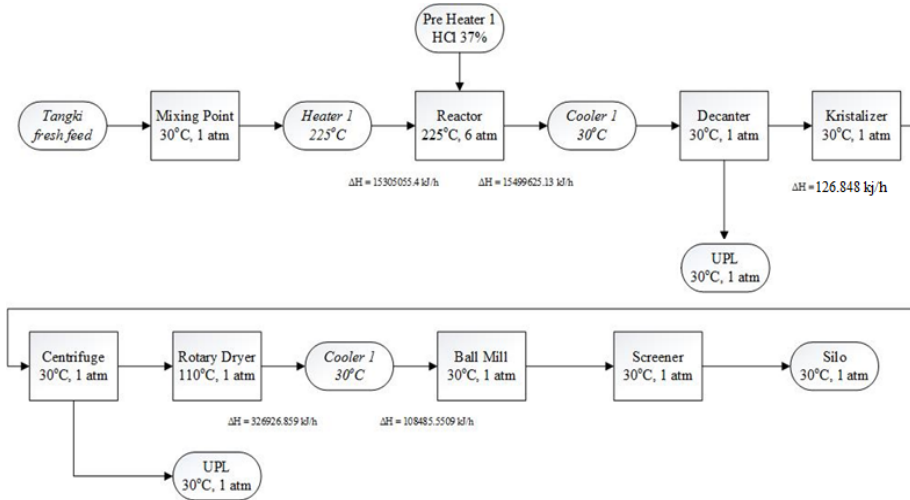 Pre Heater 1
HCl 37%
Tangki
fresh feed
Mixing Point
30°C, 1 atm
Heater 1
225°C
Reactor
225°C, 6 atm
Cooler 1
30°C
Decanter
30°C, 1 atm
Kristalizer
30°C, 1 atm
ΔH = 15305055.4 kJ/h
ΔH = 15499625.13 kJ/h
ΔH = 126.848 kj/h
UPL
30°C, 1 atm
Centrifuge
30°C, 1 atm
Rotary Dryer
110°C, 1 atm
Cooler 1
30°C
Ball Mill
30°C, 1 atm
Screener
30°C, 1 atm
Silo
30°C, 1 atm
ΔH = 326926.859 kJ/h
ΔH = 108485.5509 kJ/h
UPL
30°C, 1 atm